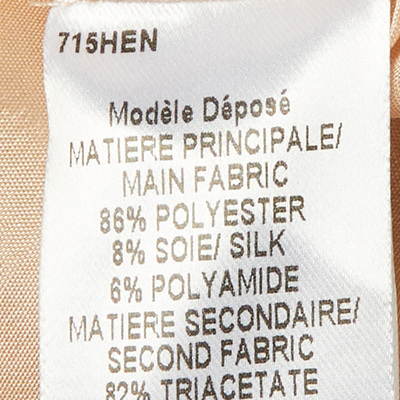 715HEN
Modèle Déposé
MATIERE PRINCIPALE/
MAIN FABRIC
86% POLYESTER
8% SOIE/ SILK
6% POLYAMIDE
MATIERE SECONDAIRE/
SECOND FABRIC
82% TRIACETATE